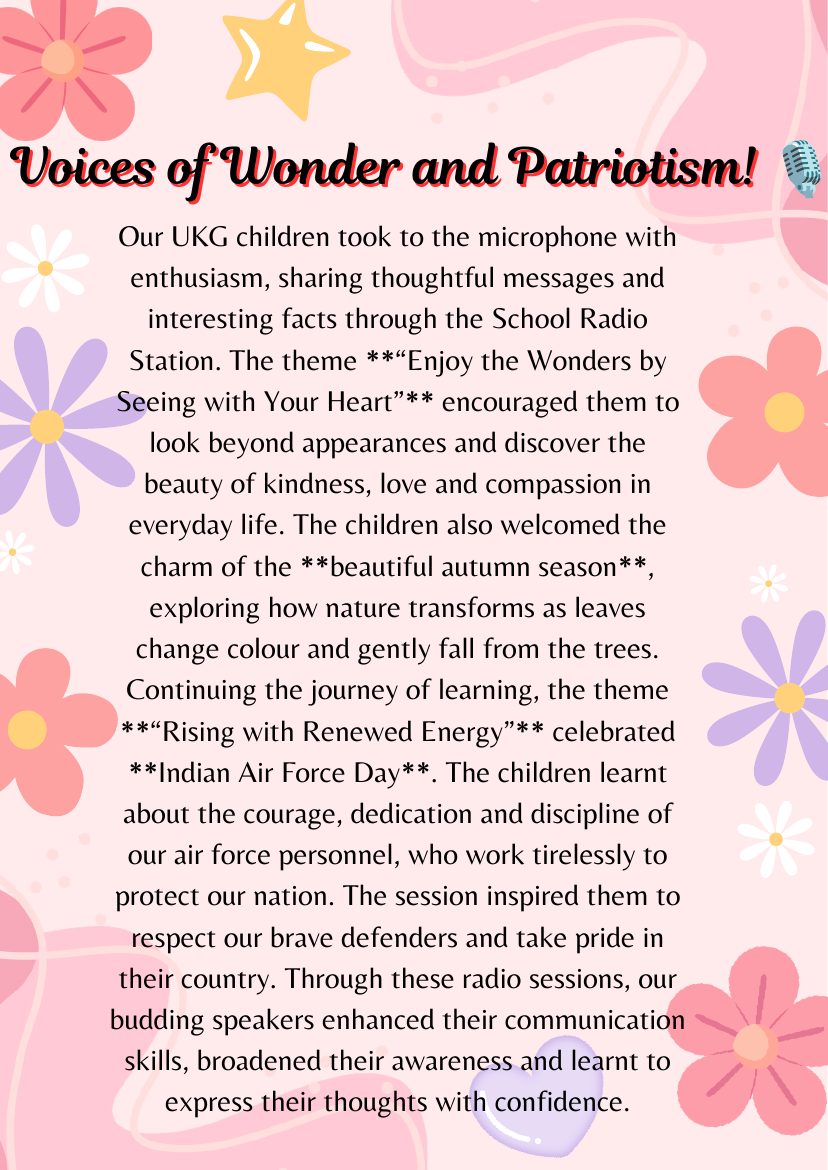 Voices of Wonder and Patriotism! 🎙️
Our UKG children took to the microphone with
enthusiasm, sharing thoughtful messages and
interesting facts through the School Radio
Station. The theme **“Enjoy the Wonders by
Seeing with Your Heart”** encouraged them to
look beyond appearances and discover the
beauty of kindness, love and compassion in
everyday life. The children also welcomed the
charm of the **beautiful autumn season**,
exploring how nature transforms as leaves
change colour and gently fall from the trees.
Continuing the journey of learning, the theme
**“Rising with Renewed Energy”** celebrated
**Indian Air Force Day**. The children learnt
about the courage, dedication and discipline of
our air force personnel, who work tirelessly to
protect our nation. The session inspired them to
respect our brave defenders and take pride in
their country. Through these radio sessions, our
budding speakers enhanced their communication
skills, broadened their awareness and learnt to
express their thoughts with confidence.